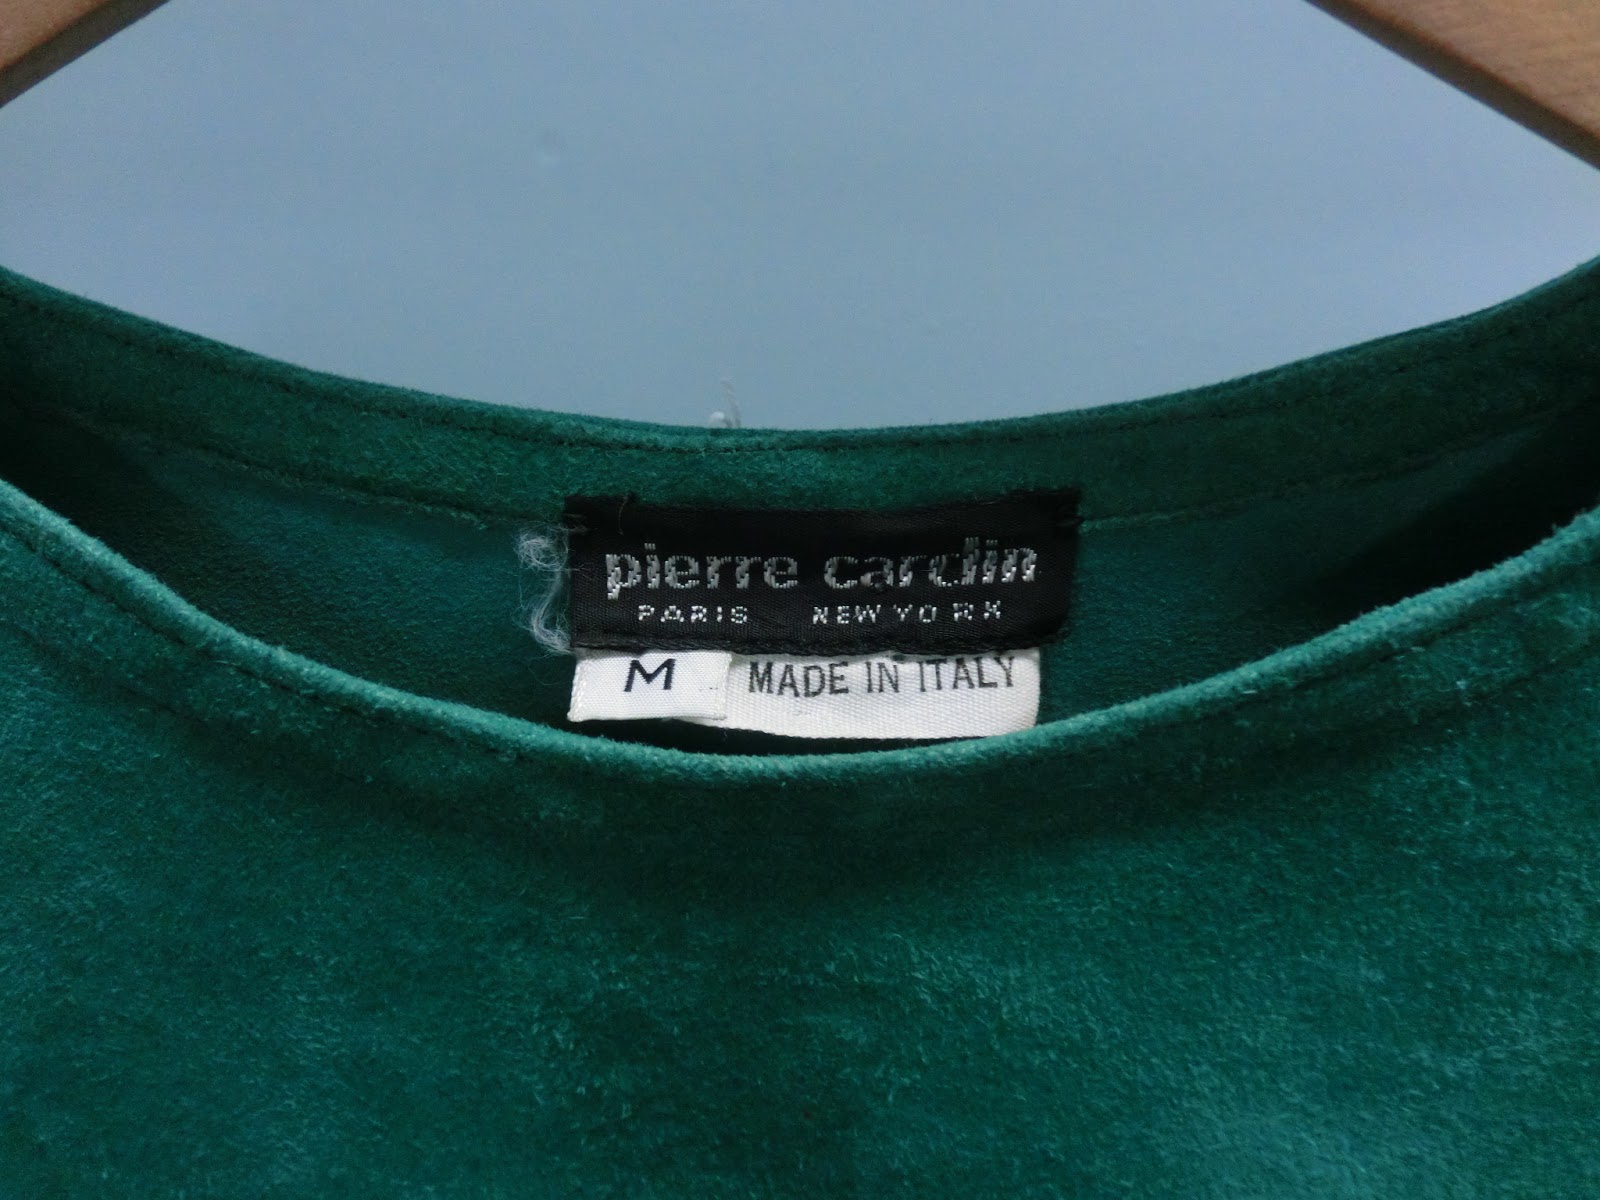 pierre cardin
PARIS NEW YORK
M
MADE IN ITALY